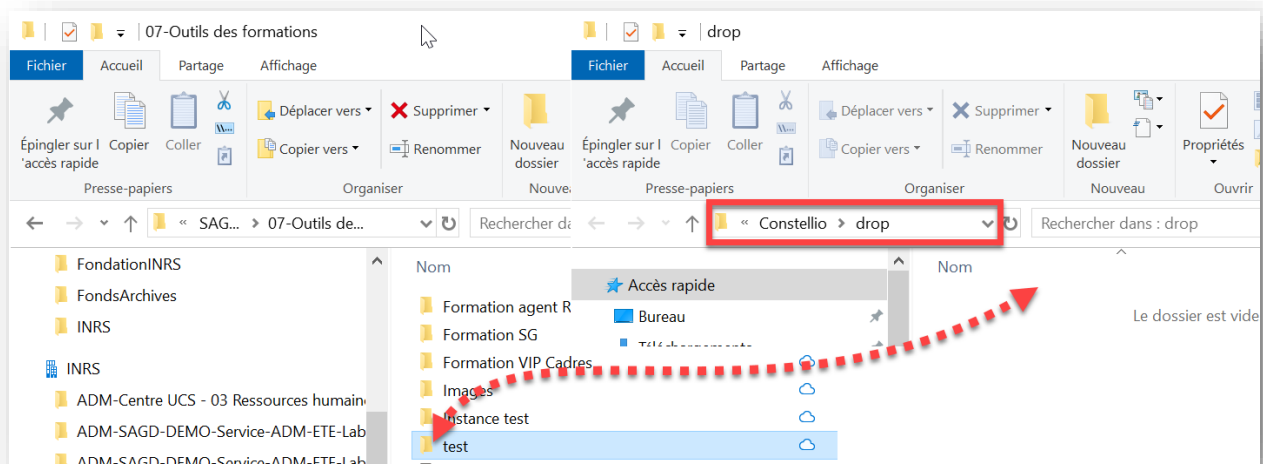 07-Outils des formations
Fichier
Accueil
Partage
Affichage
Épingler sur l
'accès rapide
Copier
Coller
Déplacer vers
Copier vers
Supprimer
Renommer
Nouveau
dossier
Presse-papiers
Organiser
Nouve
« SAG... > 07-Outils de...
Rechercher da
FondationINRS
FondsArchives
INRS
INRS
ADM-Centre UCS - 03 Ressources humain
ADM-SAGD-DEMO-Service-ADM-ETE-Lab
ADM-SAGD-DEMO-Service-ADM-ETE-Lab
Nom
Formation agent R
Formation SG
Formation VIP Cadres
Images
Instance test
test
drop
Fichier
Accueil
Partage
Affichage
Épingler sur l
'accès rapide
Copier
Coller
Déplacer vers
Copier vers
Supprimer
Renommer
Nouveau
dossier
Propriétés
Presse-papiers
Organiser
Nouveau
Ouvrir
« Constellio > drop
Rechercher dans : drop
Accès rapide
Bureau
Téléchargements
Nom
Le dossier est vide